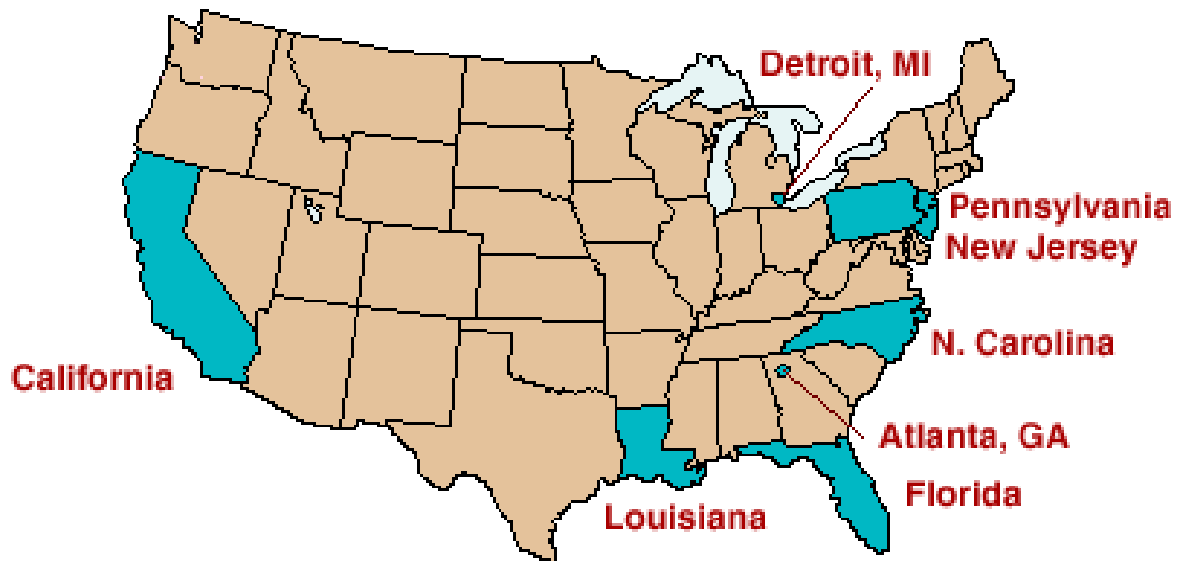 Detroit, MI
Pennsylvania
New Jersey
N. Carolina
California
Atlanta, GA
Florida
Louisiana